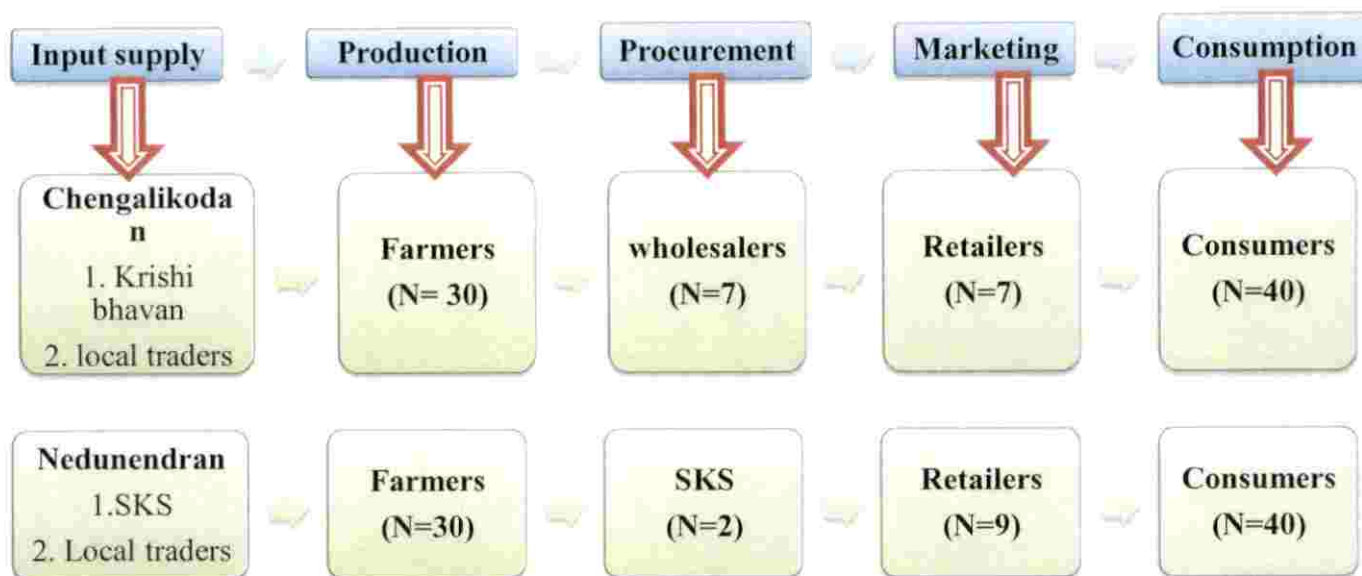 Input supply
Production
Procurement
Marketing
Consumption
Chengalikoda
n
1. Krishi
bhavan
2. local traders
Farmers
(N= 30)
wholesalers
(N=7)
Retailers
(N=7)
Consumers
(N=40)
Nedunendran
1.SKS
2. Local traders
Farmers
(N=30)
SKS
(N=2)
Retailers
(N=9)
Consumers
(N=40)